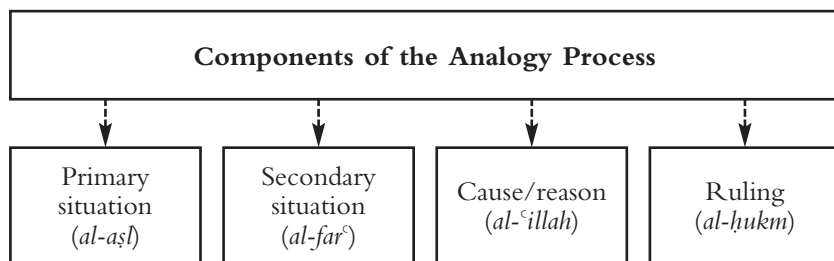 Components of the Analogy Process
Primary
situation
(al-aṣl)
Secondary
situation
(al-farᶜ)
Cause/reason
(al-ᶜillah)
Ruling
(al-ḥukm)